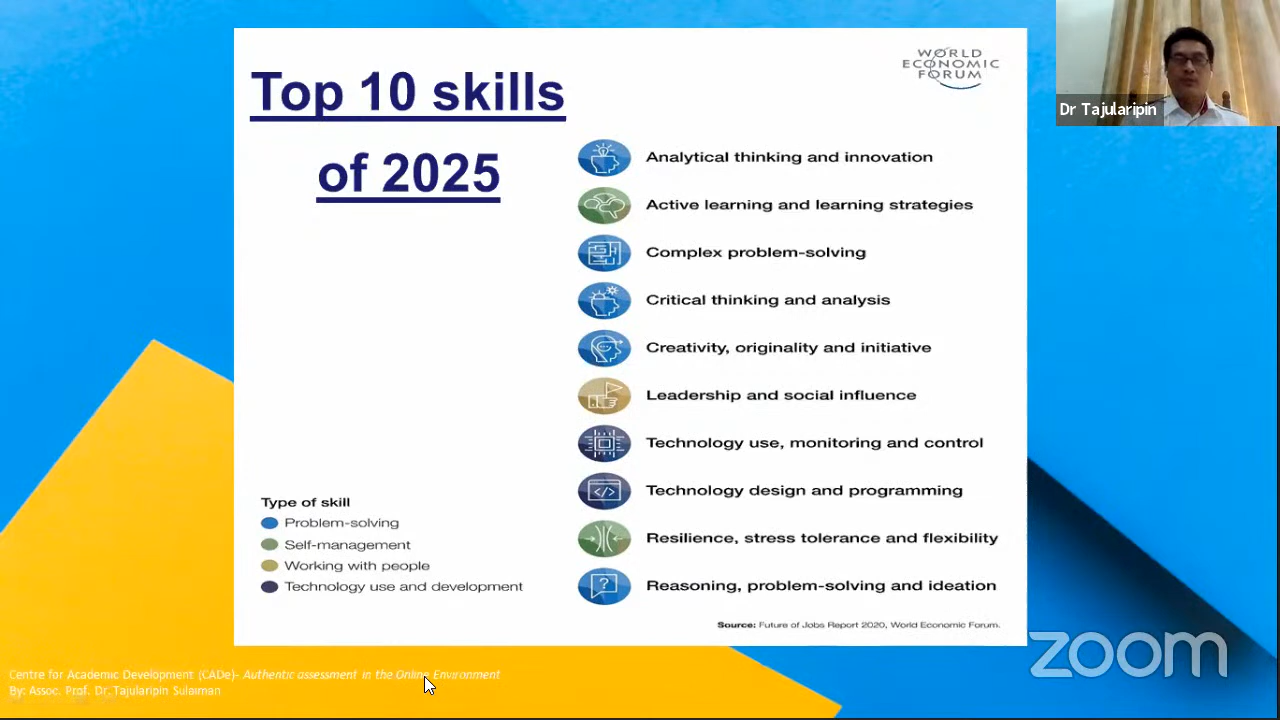 Top 10 skills
of 2025
WORLD
ECONOMIC
FORUM
Dr Tajularipin
Analytical thinking and innovation
Active learning and learning strategies
Complex problem-solving
Critical thinking and analysis
Creativity, originality and initiative
Leadership and social influence
Technology use, monitoring and control
Technology design and programming
Resilience, stress tolerance and flexibility
Reasoning, problem-solving and ideation
Type of skill
Problem-solving
Self-management
Working with people
Technology use and development
Source: Future of Jobs Report 2020, World Economic Forum.
zoom
Centre for Academic Development (CADe)- Authentic assessment in the Online Environment
By: Assoc. Prof. Dr. Tajularipin Sulaiman